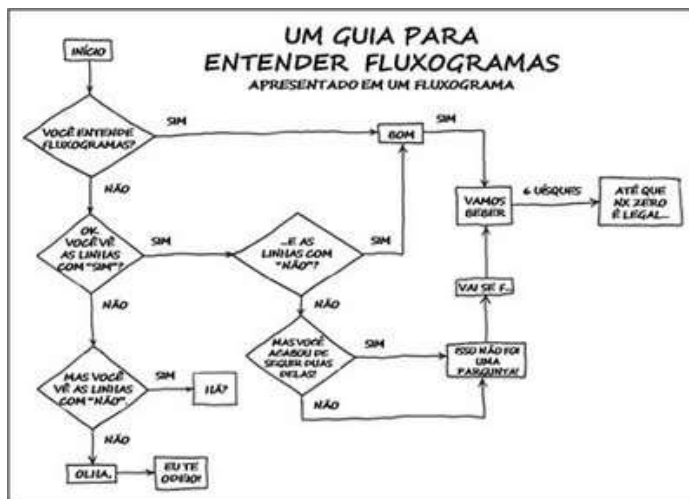 UM GUIA PARA
ENTENDER FLUXOGRAMAS
APRESENTADO EM UM FLUXOGRAMA
INÍCIO
VOCÊ ENTENDE
FLUXOGRAMAS?
SIM
BOM
SIM
NÃO
VAMOS
BEBER
6 UÍSQUES
ATÉ QUE
NX ZERO
É LEGAL...
OK.
VOCÊ VÊ
AS LINHAS
COM "SIM"?
SIM
...E AS
LINHAS COM
"NÃO"?
SIM
NÃO
NÃO
VAI SE F...
MAS VOCÊ
ACABOU DE
SEGUIR DUAS
DELAS!
SIM
ISSO NÃO FOI
UMA
PARGUNTA!
NÃO
MAS VOCÊ
VÊ AS LINHAS
COM "NÃO".
SIM
HÃ?
NÃO
OLHA.
EU TE
ODEIO!